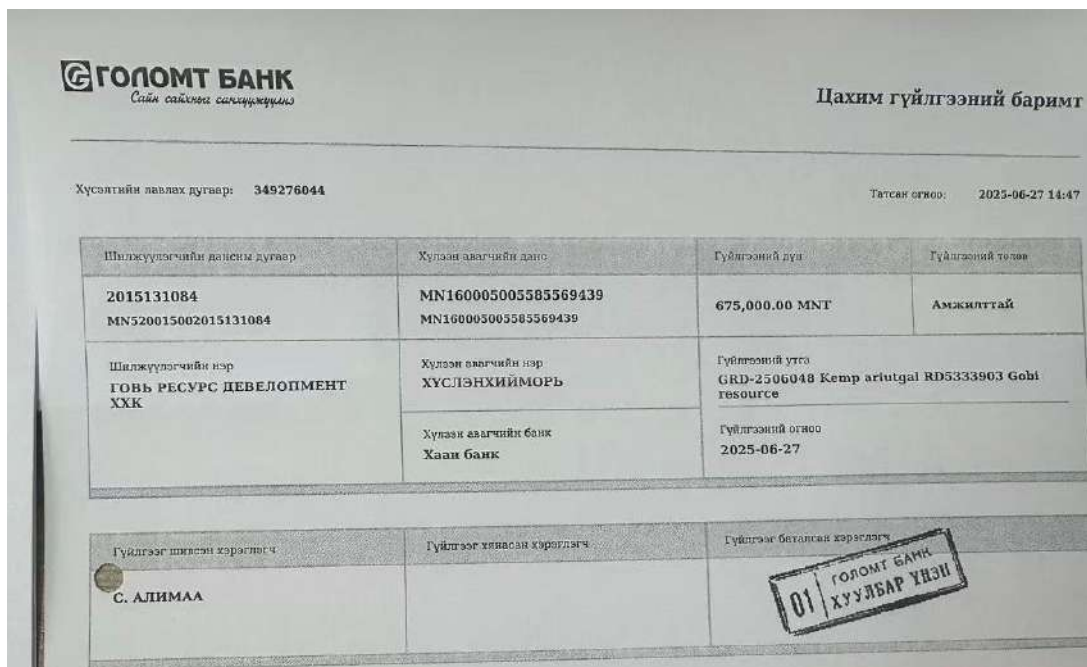 ГОЛОМТ БАНК
Сайн сайхныг санхүүжүүлнэ
Цахим гүйлгээний баримт
Хүсэлтийн лавлах дугаар: 349276044
Татсан огноо: 2025-06-27 14:47
Шилжүүлэгчийн дансны дугаар
Хүлээн авагчийн данс
Гүйлгээний дүн
Гүйлгээний төлөв
2015131084
MN520015002015131084
MN160005005585569439
MN160005005585569439
675,000.00 MNT
Амжилттай
Шилжүүлэгчийн нэр
ГОВЬ РЕСУРС ДЕВЕЛОПМЕНТ
ХХК
Хүлээн авагчийн нэр
ХҮСЛЭНХИЙМОРЬ
Гүйлгээний утга
GRD-2506048 Kemp ariutgal RD5333903 Gobi
resource
Хүлээн авагчийн банк
Хаан банк
Гүйлгээний огноо
2025-06-27
Гүйлгээг шивсэн хэрэглэгч
Гүйлгээг хянасан хэрэглэгч
Гүйлгээг баталсан хэрэглэгч
С. АЛИМАА
01
ГОЛОМТ БАНК
ХУУЛБАР ҮНЭН